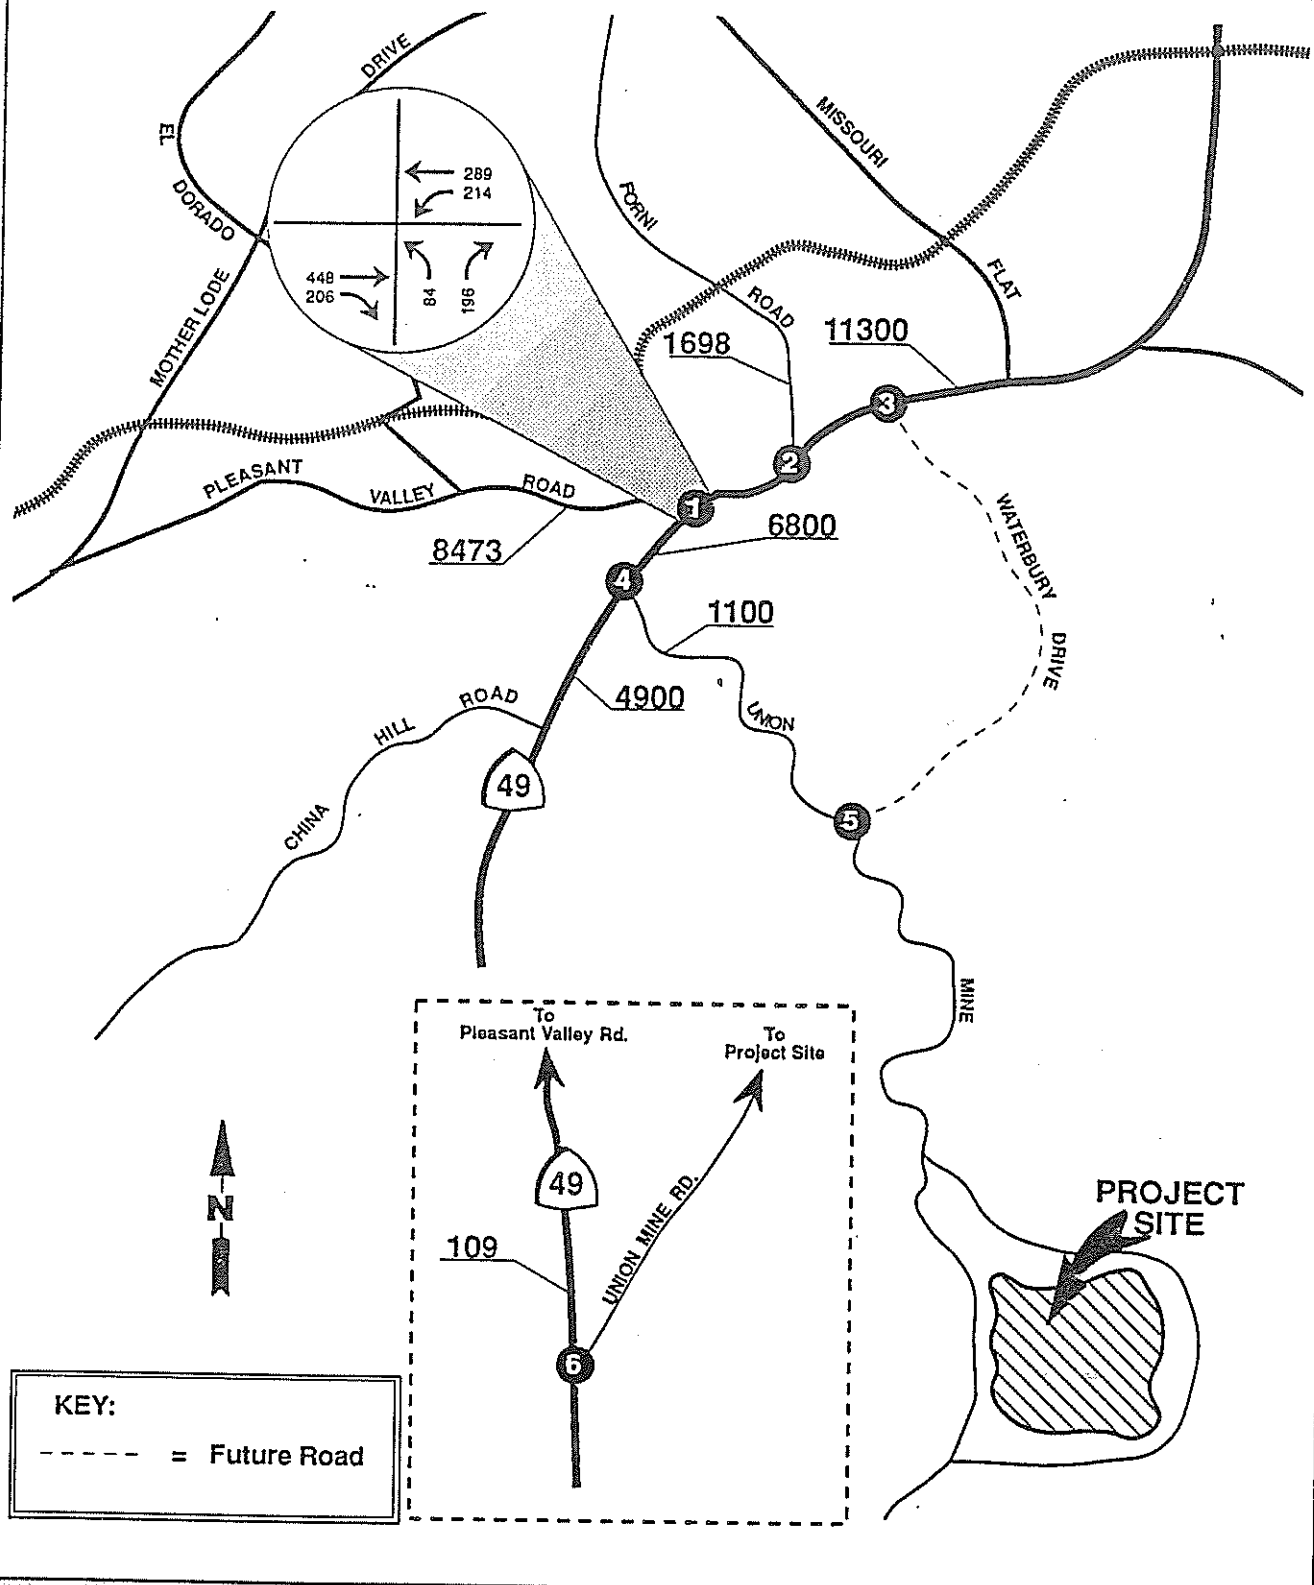 DRIVE
EL
DORADO
MOTHER LODE
289
214
448
206
84
196
FORNI
ROAD
MISSOURI
FLAT
1698
11300
3
2
1
PLEASANT
VALLEY
ROAD
8473
6800
4
WATERBURY
DRIVE
1100
4900
UNION
CHINA
HILL
ROAD
49
5
MINE
To
Pleasant Valley Rd.
To
Project Site
49
109
UNION MINE RD.
6
N
PROJECT
SITE
KEY:
----- = Future Road